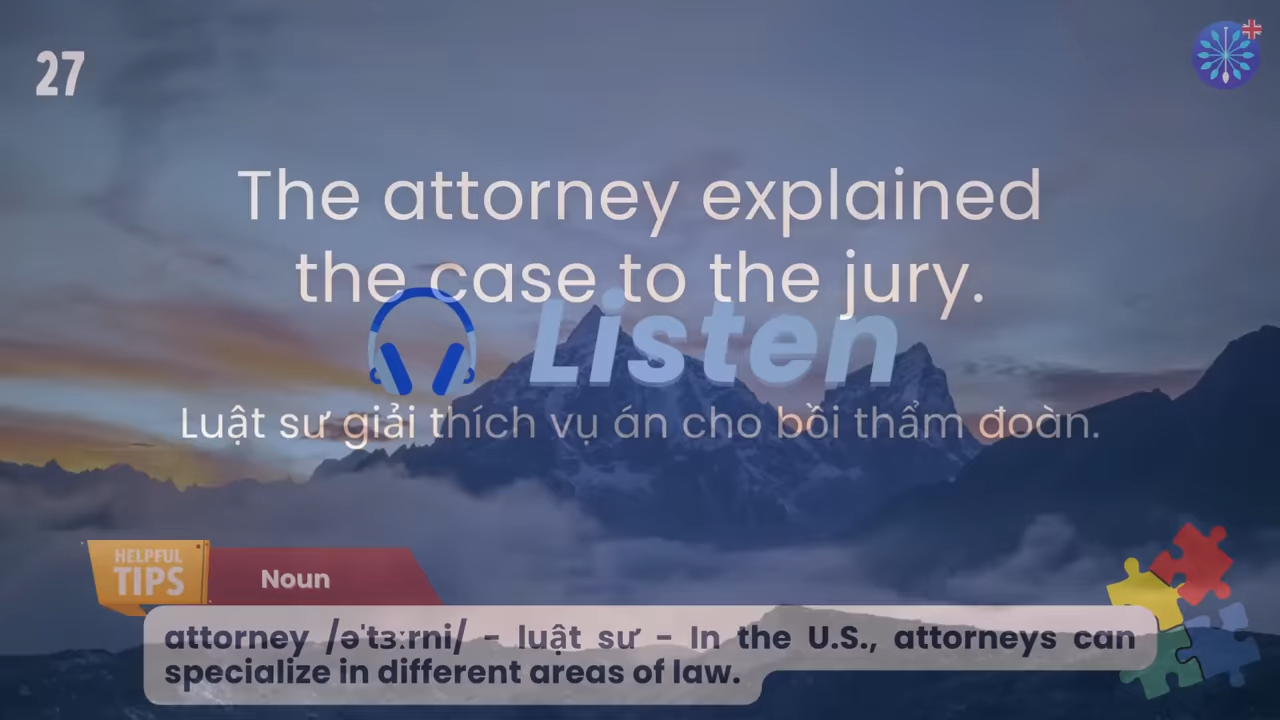 27
The attorney explained
the case to the jury.
Listen
Luật sư giải thích vụ án cho bồi thẩm đoàn.
HELPFUL
TIPS
Noun
attorney /əˈtɜːrni/ - luật sư - In the U.S., attorneys can
specialize in different areas of law.